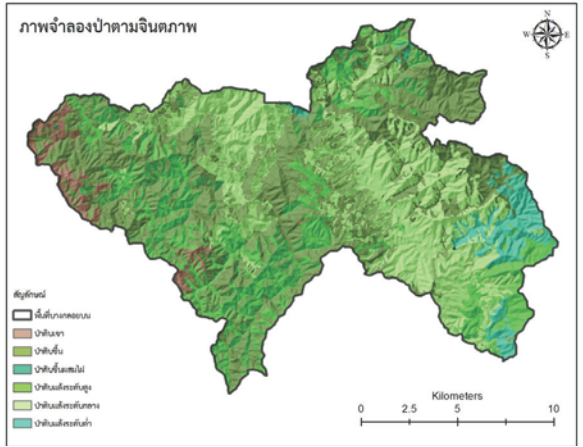 ภาพจำลองป่าตามจินตภาพ
N
W E
S
สัญลักษณ์
พื้นที่บางกลอยบน
ป่าดิบเขา
ป่าดิบชื้น
ป่าดิบชื้นผสมไผ่
ป่าดิบแล้งระดับสูง
ป่าดิบแล้งระดับกลาง
ป่าดิบแล้งระดับต่ำ
Kilometers
0 2.5 5 10